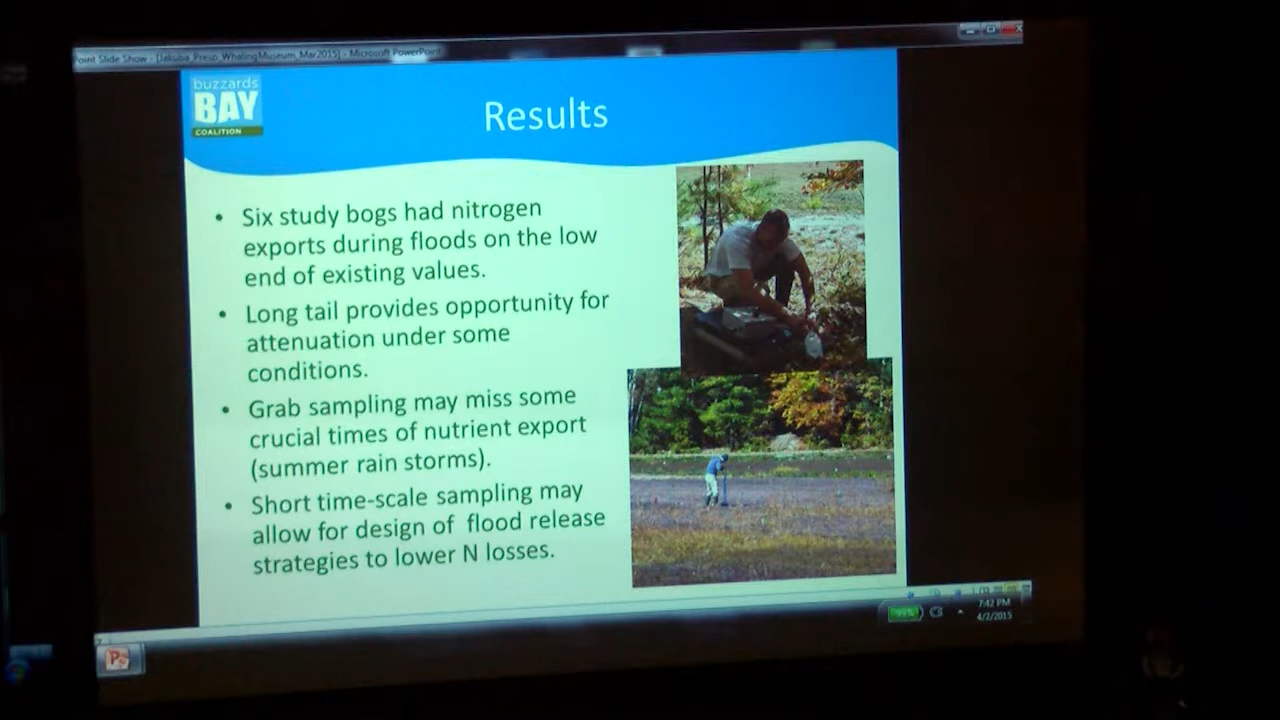 Point Slide Show - [Jakuba_Preso_WhalingMuseum_Mar2015] - Microsoft PowerPoint
buzzards
BAY
COALITION
Results
• Six study bogs had nitrogen
exports during floods on the low
end of existing values.
• Long tail provides opportunity for
attenuation under some
conditions.
• Grab sampling may miss some
crucial times of nutrient export
(summer rain storms).
• Short time-scale sampling may
allow for design of flood release
strategies to lower N losses.
99%
7:42 PM
4/2/2015